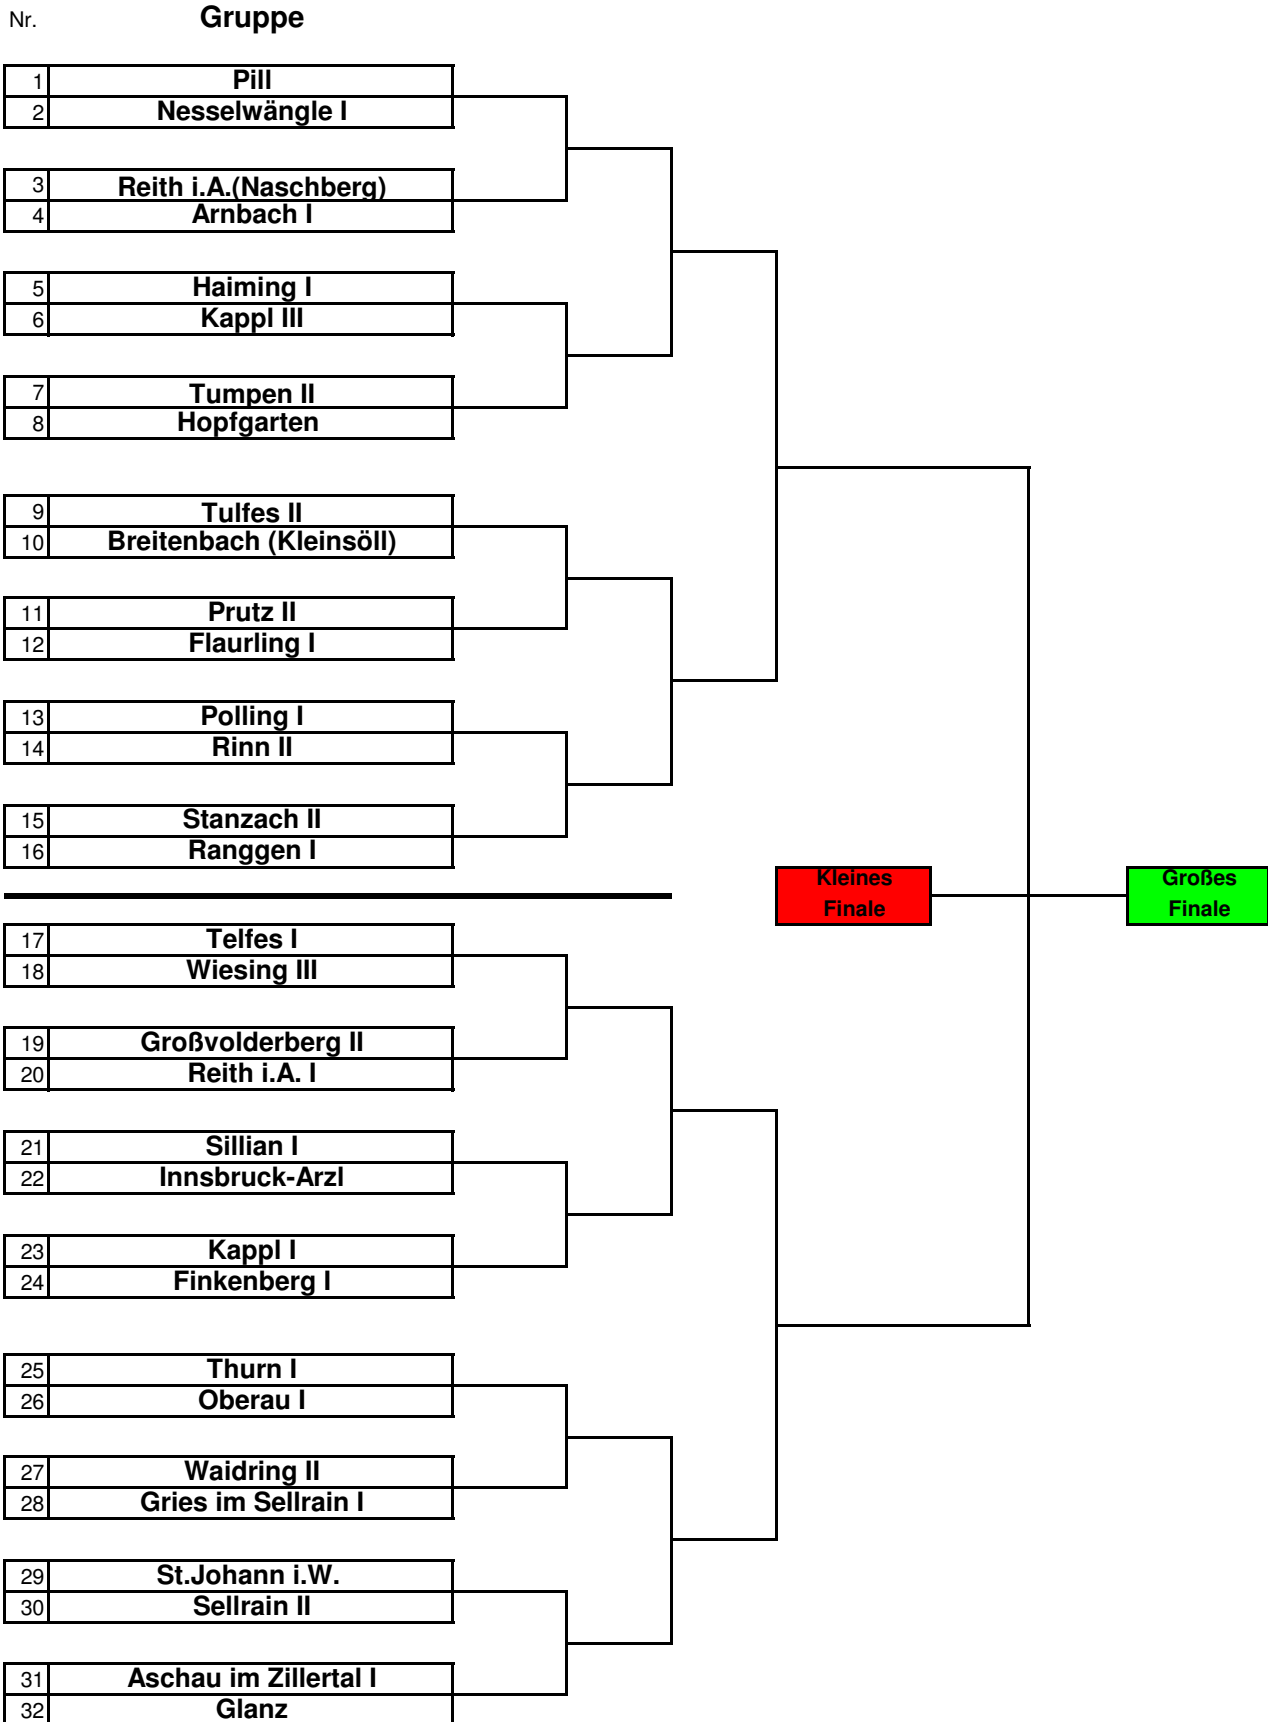 Nr. Gruppe
1 Pill
2 Nesselwängle I
3 Reith i.A.(Naschberg)
4 Arnbach I
5 Haiming I
6 Kappl III
7 Tumpen II
8 Hopfgarten
9 Tulfes II
10 Breitenbach (Kleinsöll)
11 Prutz II
12 Flaurling I
13 Polling I
14 Rinn II
15 Stanzach II
16 Ranggen I
Kleines
Finale
Großes
Finale
17 Telfes I
18 Wiesing III
19 Großvolderberg II
20 Reith i.A. I
21 Sillian I
22 Innsbruck-Arzl
23 Kappl I
24 Finkenberg I
25 Thurn I
26 Oberau I
27 Waidring II
28 Gries im Sellrain I
29 St.Johann i.W.
30 Sellrain II
31 Aschau im Zillertal I
32 Glanz